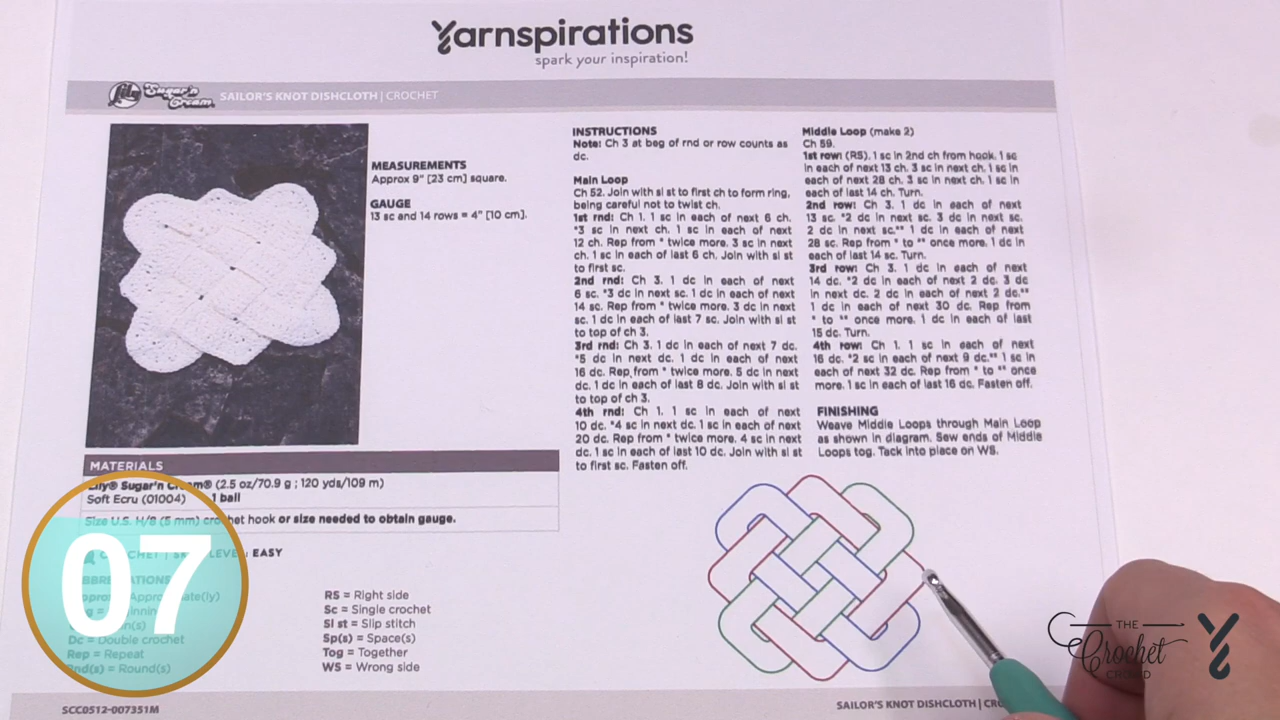 Yarnspirations
spark your inspiration!
Lily Sugar'n Cream. SAILOR'S KNOT DISHCLOTH | CROCHET
MEASUREMENTS
Approx 9" [23 cm] square.
GAUGE
13 sc and 14 rows = 4" [10 cm].
MATERIALS
Lily® Sugar'n Cream® (2.5 oz/70.9 g ; 120 yds/109 m)
Soft Ecru (01004) 1 ball
Size U.S. H/8 (5 mm) crochet hook or size needed to obtain gauge.
CROCHET | EASY
Dc = Double crochet
Rep = Repeat
Rnd(s) = Round(s)
RS = Right side
Sc = Single crochet
Sl st = Slip stitch
Sp(s) = Space(s)
Tog = Together
WS = Wrong side
07
INSTRUCTIONS
Note: Ch 3 at beg of rnd or row counts as
dc.
Main Loop
Ch 52. Join with sl st to first ch to form ring,
being careful not to twist ch.
1st rnd: Ch 1. 1 sc in each of next 6 ch.
*3 sc in next ch. 1 sc in each of next
12 ch. Rep from * twice more. 3 sc in next
ch. 1 sc in each of last 6 ch. Join with sl st
to first sc.
2nd rnd: Ch 3. 1 dc in each of next
6 sc. *3 dc in next sc. 1 dc in each of next
14 sc. Rep from * twice more. 3 dc in next
sc. 1 dc in each of last 7 sc. Join with sl st
to top of ch 3.
3rd rnd: Ch 3. 1 dc in each of next 7 dc.
*5 dc in next dc. 1 dc in each of next
16 dc. Rep from * twice more. 5 dc in next
dc. 1 dc in each of last 8 dc. Join with sl st
to top of ch 3.
4th rnd: Ch 1. 1 sc in each of next
10 dc. *4 sc in next dc. 1 sc in each of next
20 dc. Rep from * twice more. 4 sc in next
dc. 1 sc in each of last 10 dc. Join with sl st
to first sc. Fasten off.
Middle Loop (make 2)
Ch 59.
1st row: (RS). 1 sc in 2nd ch from hook. 1 sc
in each of next 13 ch. 3 sc in next ch. 1 sc in
each of next 28 ch. 3 sc in next ch. 1 sc in
each of last 14 ch. Turn.
2nd row: Ch 3. 1 dc in each of next
13 sc. *2 dc in next sc. 3 dc in next sc.
2 dc in next sc.** 1 dc in each of next
28 sc. Rep from * to ** once more. 1 dc in
each of last 14 sc. Turn.
3rd row: Ch 3. 1 dc in each of next
14 dc. *2 dc in each of next 2 dc. 3 dc
in next dc. 2 dc in each of next 2 dc.**
1 dc in each of next 30 dc. Rep from
* to ** once more. 1 dc in each of last
15 dc. Turn.
4th row: Ch 1. 1 sc in each of next
16 dc. *2 sc in each of next 9 dc.** 1 sc in
each of next 32 dc. Rep from * to ** once
more. 1 sc in each of last 16 dc. Fasten off.
FINISHING
Weave Middle Loops through Main Loop
as shown in diagram. Sew ends of Middle
Loops tog. Tack into place on WS.
THE
Crochet
CROWD
SCC0512-007351M
SAILOR'S KNOT DISHCLOTH | CRO